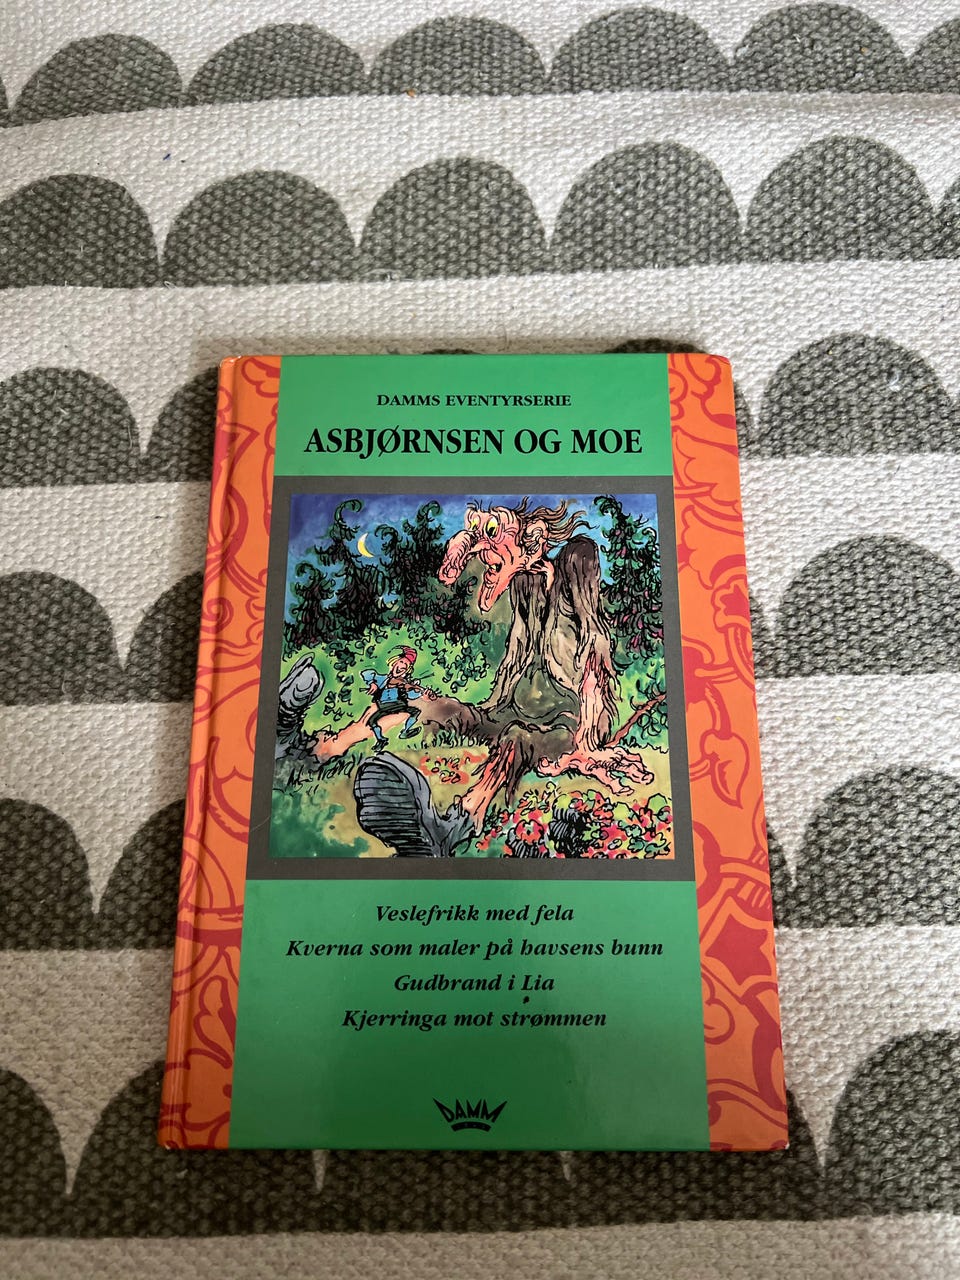 DAMMS EVENTYRSERIE
ASBJØRNSEN OG MOE
Veslefrikk med fela
Kverna som maler på havsens bunn
Gudbrand i Lia
Kjerringa mot strømmen
DAMM